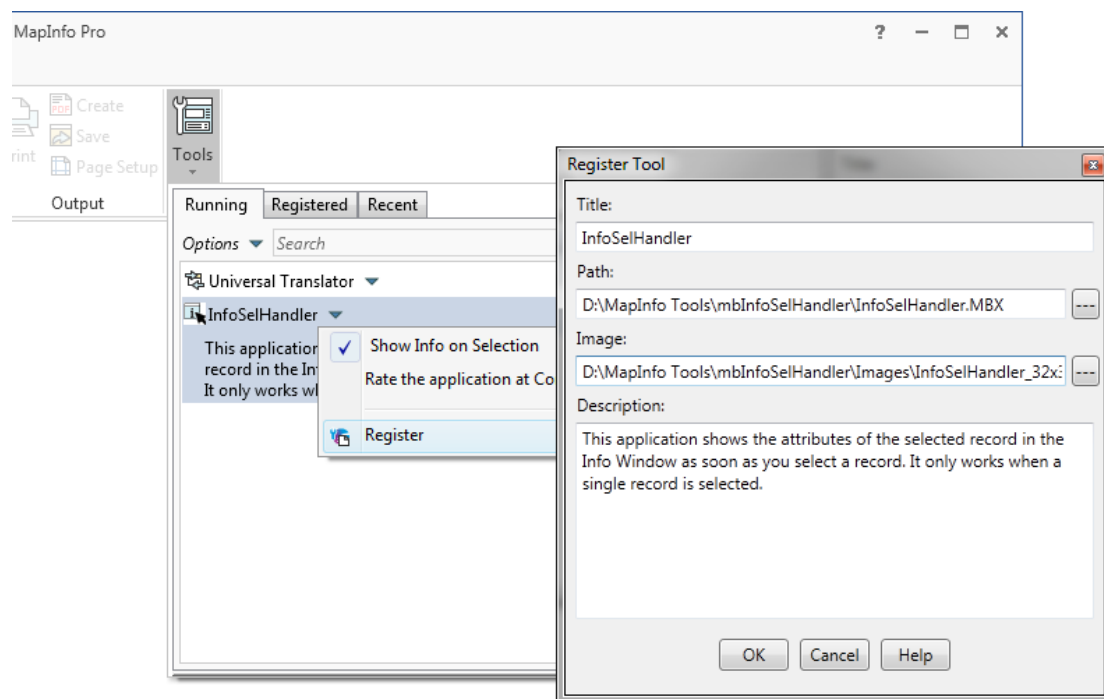 MapInfo Pro
?
PDF Create
Save
Page Setup
rint
Output
Tools
Running Registered Recent
Options Search
Universal Translator
InfoSelHandler
This application
record in the In
It only works w
Show Info on Selection
Rate the application at Co
Register
Register Tool
Title:
InfoSelHandler
Path:
D:\MapInfo Tools\mbInfoSelHandler\InfoSelHandler.MBX
---
Image:
D:\MapInfo Tools\mbInfoSelHandler\Images\InfoSelHandler_32x3
---
Description:
This application shows the attributes of the selected record in the
Info Window as soon as you select a record. It only works when a
single record is selected.
OK Cancel Help